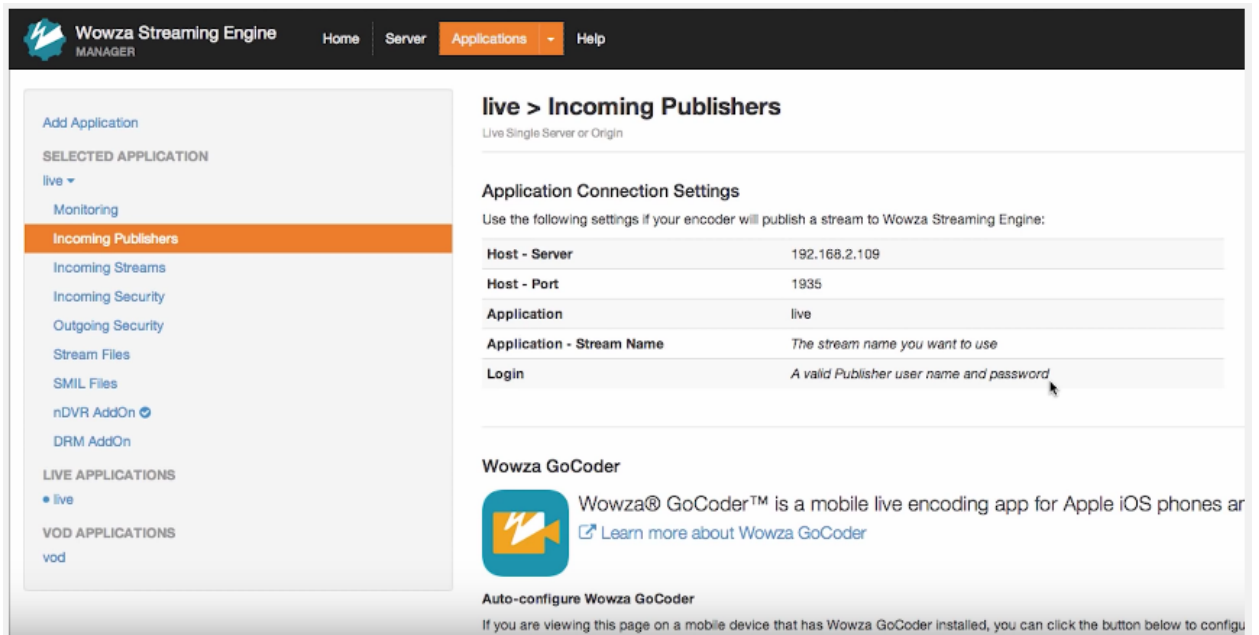 Wowza Streaming Engine
MANAGER
Home
Server
Applications
Help
Add Application
SELECTED APPLICATION
live
Monitoring
Incoming Publishers
Incoming Streams
Incoming Security
Outgoing Security
Stream Files
SMIL Files
nDVR AddOn
DRM AddOn
LIVE APPLICATIONS
live
VOD APPLICATIONS
vod
live > Incoming Publishers
Live Single Server or Origin
Application Connection Settings
Use the following settings if your encoder will publish a stream to Wowza Streaming Engine:
Host - Server 192.168.2.109
Host - Port 1935
Application live
Application - Stream Name The stream name you want to use
Login A valid Publisher user name and password
Wowza GoCoder
Wowza® GoCoder™ is a mobile live encoding app for Apple iOS phones
Learn more about Wowza GoCoder
Auto-configure Wowza GoCoder
If you are viewing this page on a mobile device that has Wowza GoCoder installed, you can click the button below to